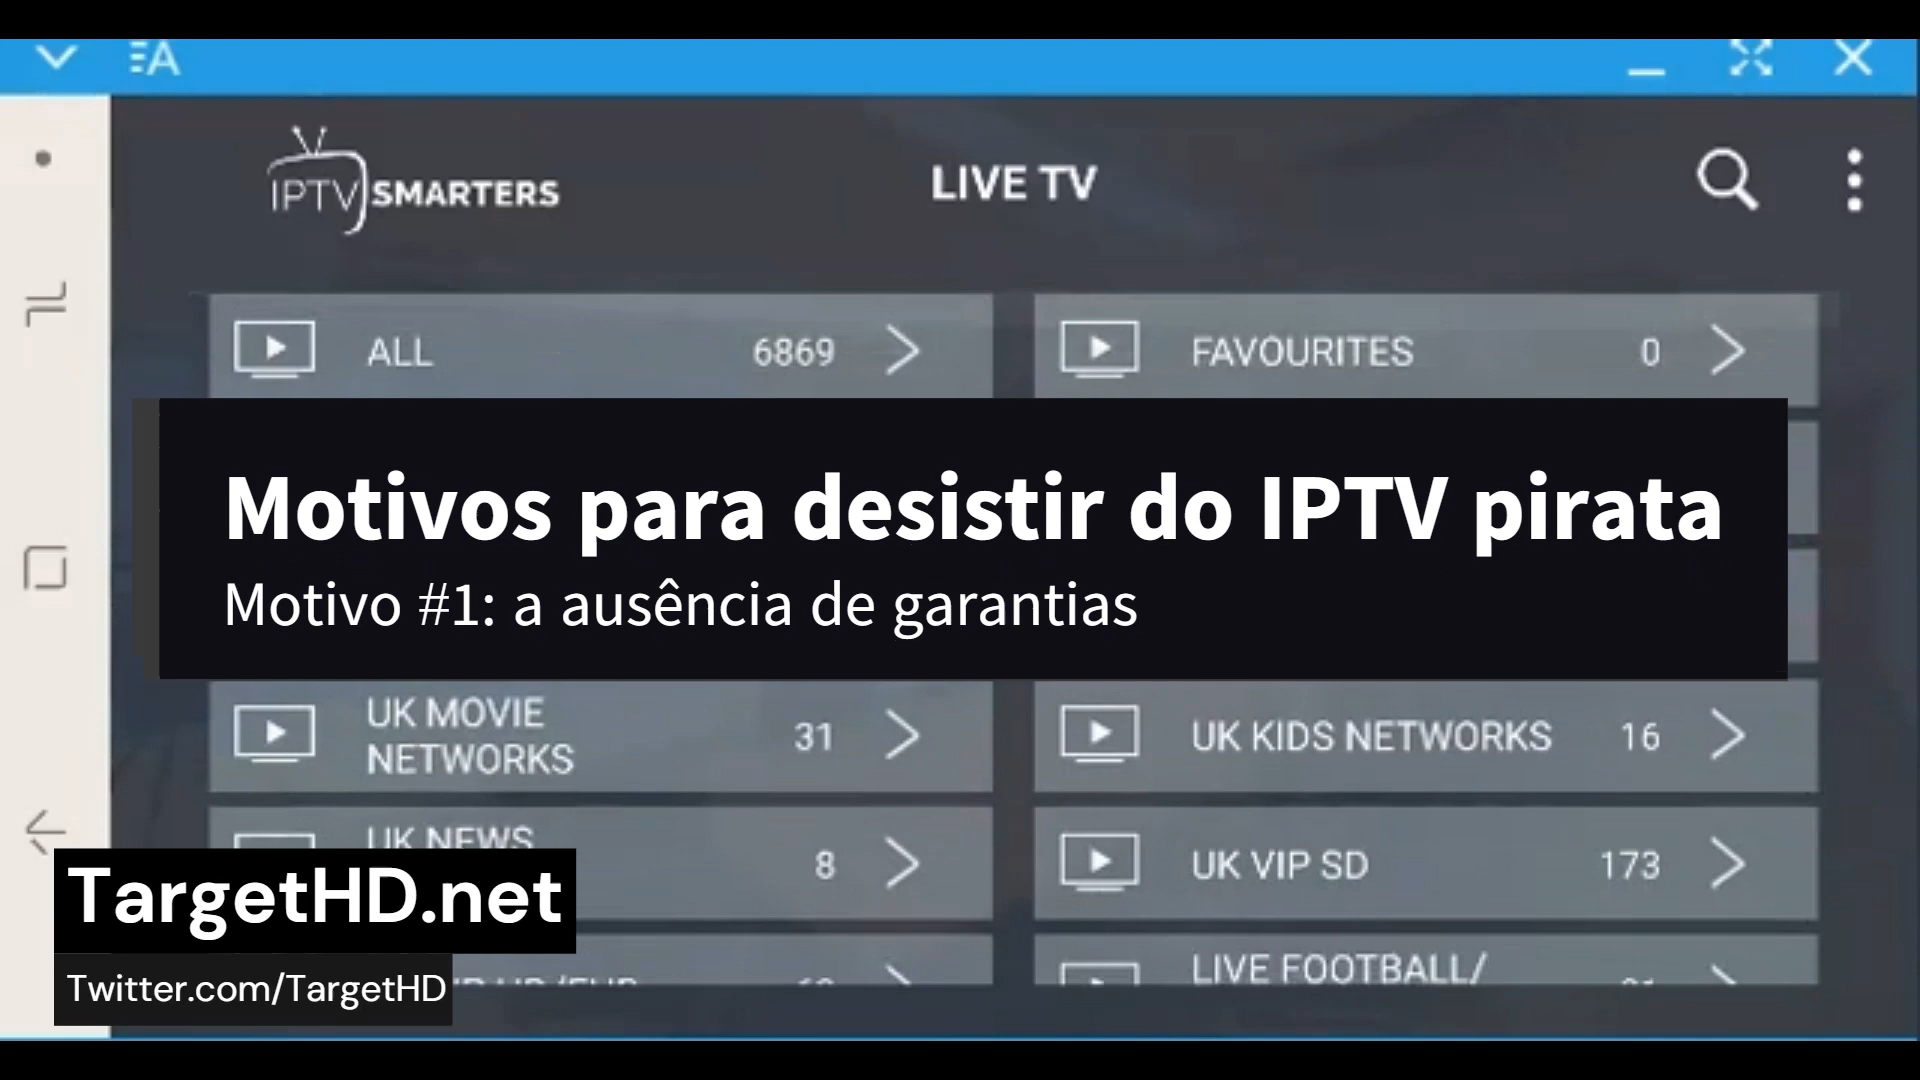 IPTV SMARTERS
LIVE TV
ALL 6869
FAVOURITES 0
Motivos para desistir do IPTV pirata
Motivo #1: a ausência de garantias
UK MOVIE
NETWORKS 31
UK KIDS NETWORKS 16
UK NEWS
8
UK VIP SD 173
TargetHD.net
LIVE FOOTBALL/
Twitter.com/TargetHD